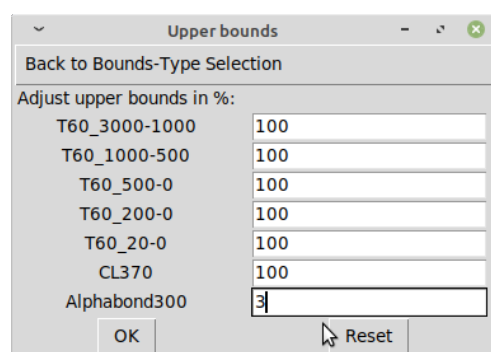 Upper bounds
Back to Bounds-Type Selection
Adjust upper bounds in %:
T60_3000-1000 100
T60_1000-500 100
T60_500-0 100
T60_200-0 100
T60_20-0 100
CL370 100
Alphabond300 3
OK Reset